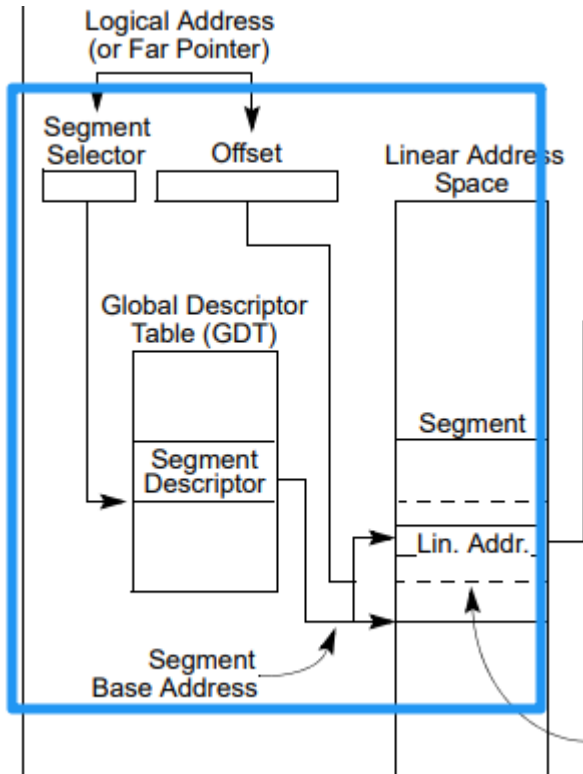 Logical Address
(or Far Pointer)
Segment
Selector
Offset
Linear Address
Space
Global Descriptor
Table (GDT)
Segment
Segment
Descriptor
Lin. Addr.
Segment
Base Address